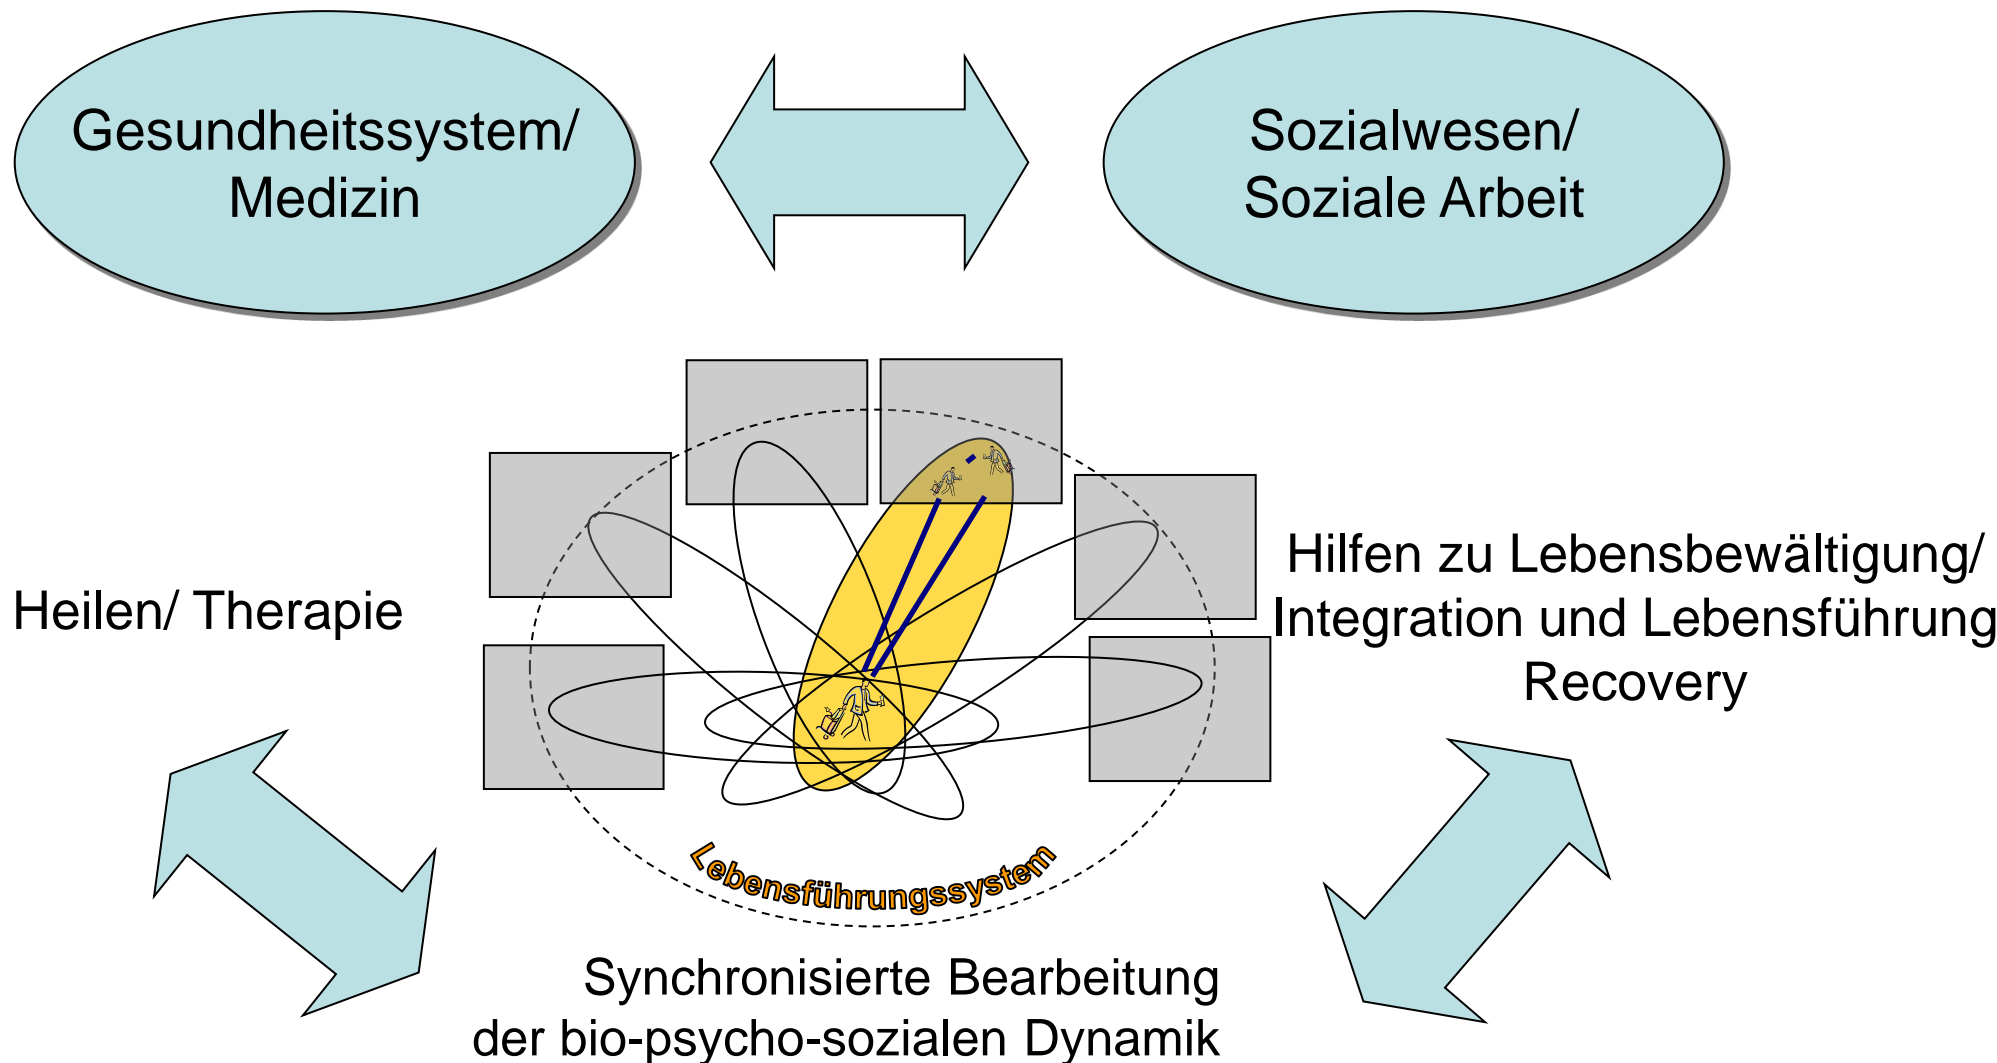 Gesundheitssystem/
Medizin
Sozialwesen/
Soziale Arbeit
Heilen/ Therapie
Hilfen zu Lebensbewältigung/
Integration und Lebensführung
Recovery
Lebensführungssystem
Synchronisierte Bearbeitung
der bio-psycho-sozialen Dynamik